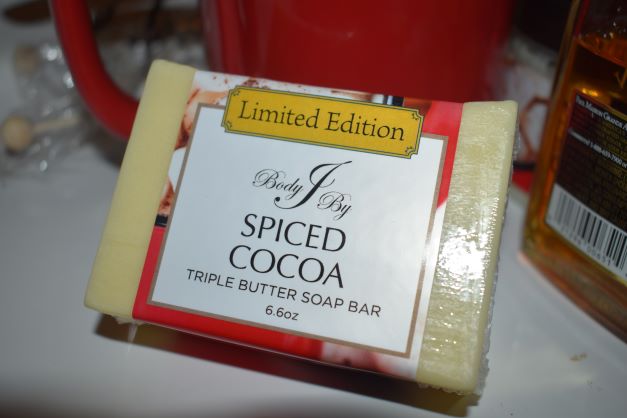 Limited Edition
Body J By
SPICED
COCOA
TRIPLE BUTTER SOAP BAR
6.6oz